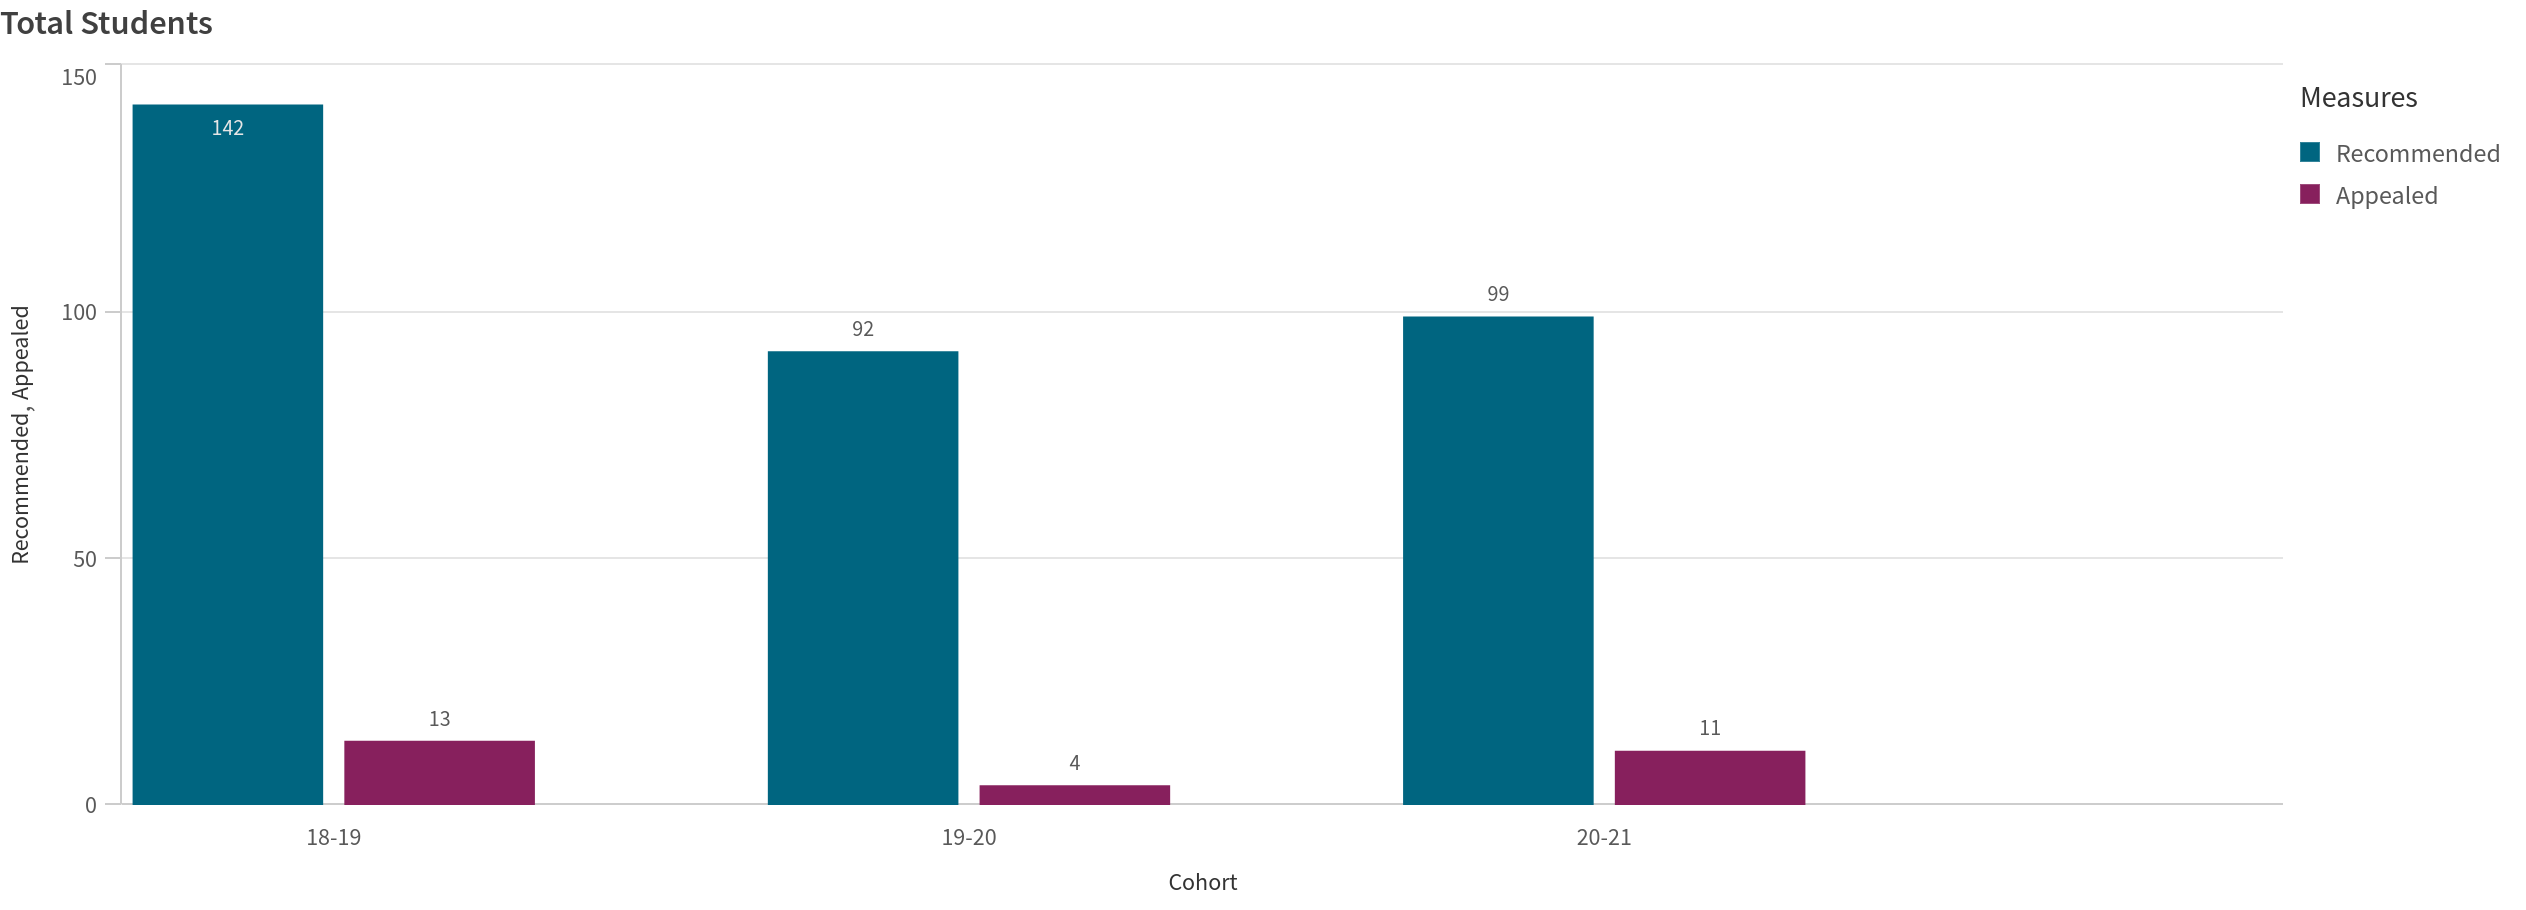 Total Students
150
100
50
0
Recommended, Appealed
142
13
92
4
99
11
18-19
19-20
20-21
Cohort
Measures
Recommended
Appealed